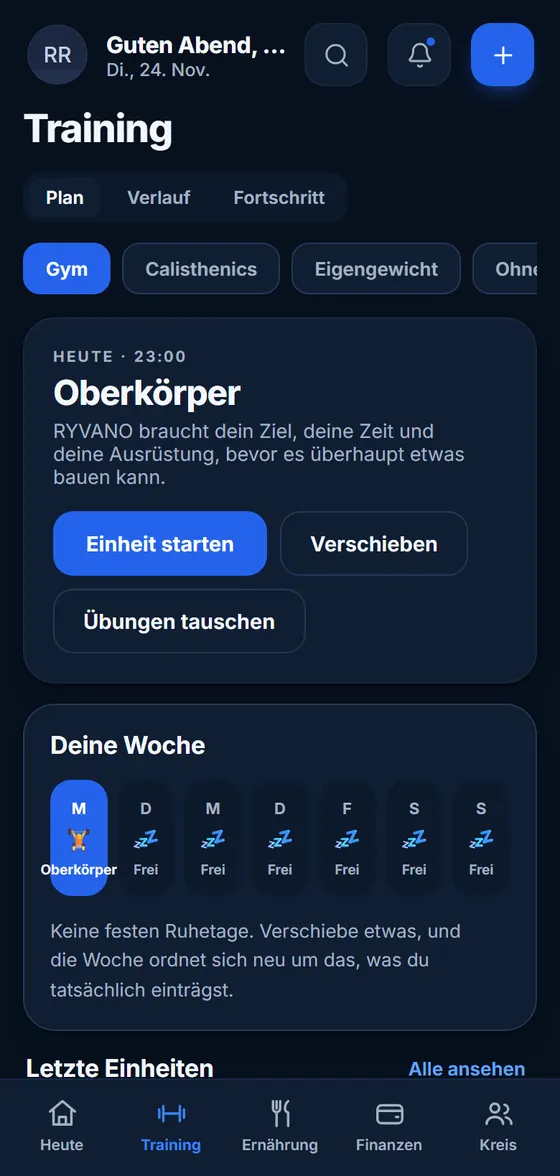 RR
Guten Abend, ...
Di., 24. Nov.
Training
Plan Verlauf Fortschritt
Gym Calisthenics Eigengewicht Ohne
HEUTE · 23:00
Oberkörper
RYVANO braucht dein Ziel, deine Zeit und
deine Ausrüstung, bevor es überhaupt etwas
bauen kann.
Einheit starten Verschieben
Übungen tauschen
Deine Woche
M D M D F S S
Oberkörper Frei Frei Frei Frei Frei Frei
Keine festen Ruhetage. Verschiebe etwas, und
die Woche ordnet sich neu um das, was du
tatsächlich einträgst.
Letzte Einheiten Alle ansehen
Heute Training Ernährung Finanzen Kreis